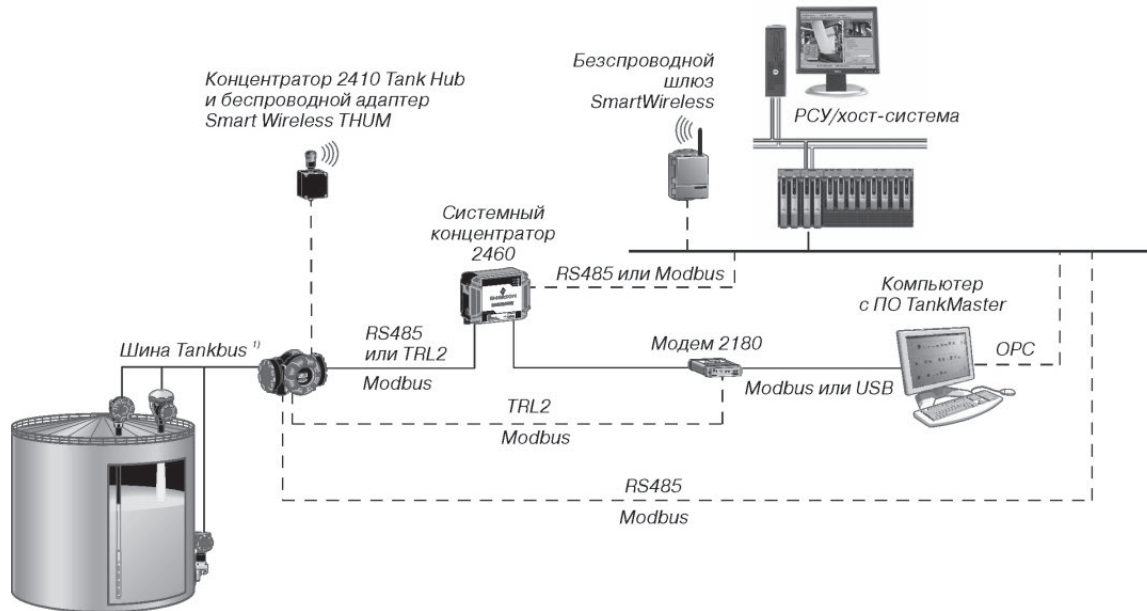 Концентратор 2410 Tank Hub
и беспроводной адаптер
Smart Wireless THUM
Безспроводной
шлюз
SmartWireless
РСУ/хост-система
Системный
концентратор
2460
RS485 или Modbus
Компьютер
с ПО TankMaster
Шина Tankbus 1)
RS485
или TRL2
Modbus
Модем 2180
Modbus или USB
OPC
TRL2
Modbus
RS485
Modbus